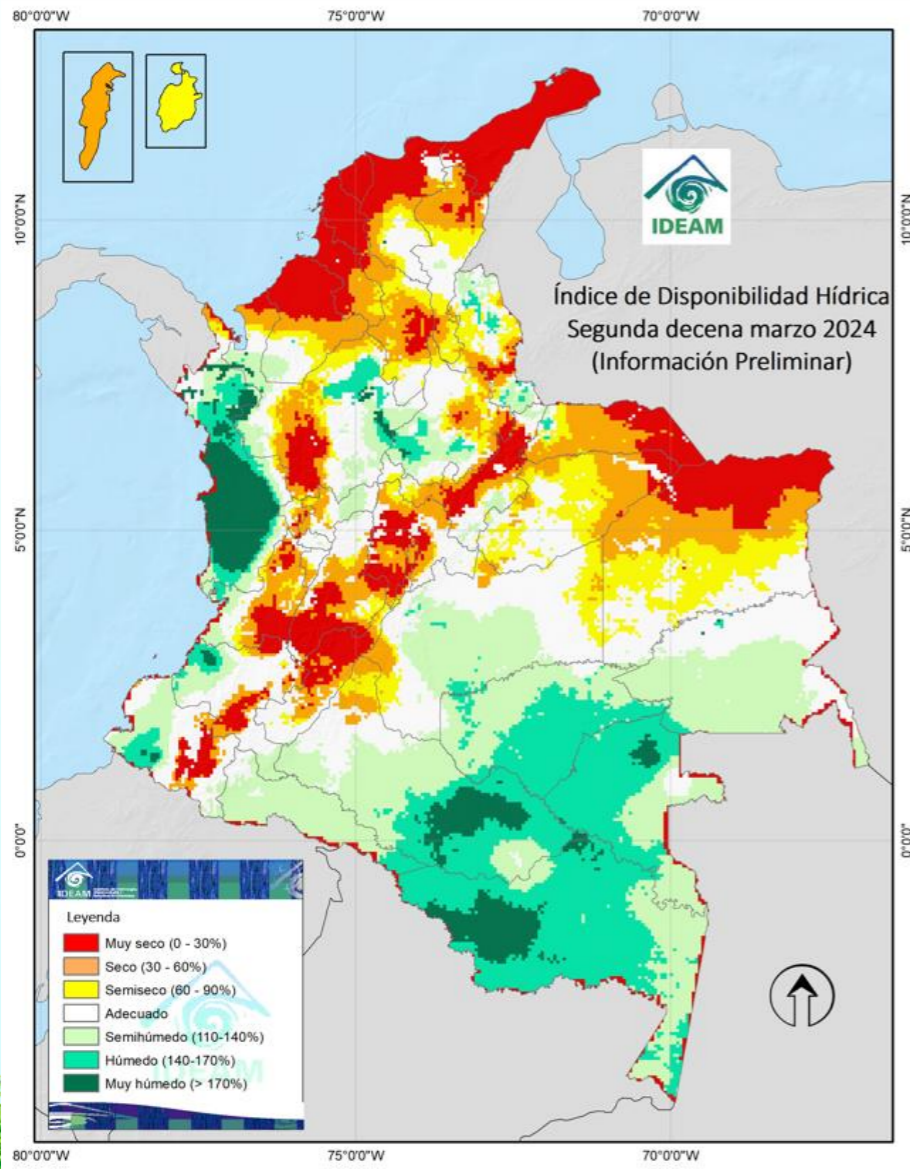 80°0'0"W 75°0'0"W 70°0'0"W
10°0'0"N 10°0'0"N
IDEAM
Índice de Disponibilidad Hídrica
Segunda decena marzo 2024
(Información Preliminar)
5°0'0"N 5°0'0"N
0°0'0" 0°0'0"
IDEAM
Leyenda
Muy seco (0 - 30%)
Seco (30 - 60%)
Semiseco (60 - 90%)
Adecuado
Semihúmedo (110-140%)
Húmedo (140-170%)
Muy húmedo (> 170%)
IDEAM
80°0'0"W 75°0'0"W 70°0'0"W